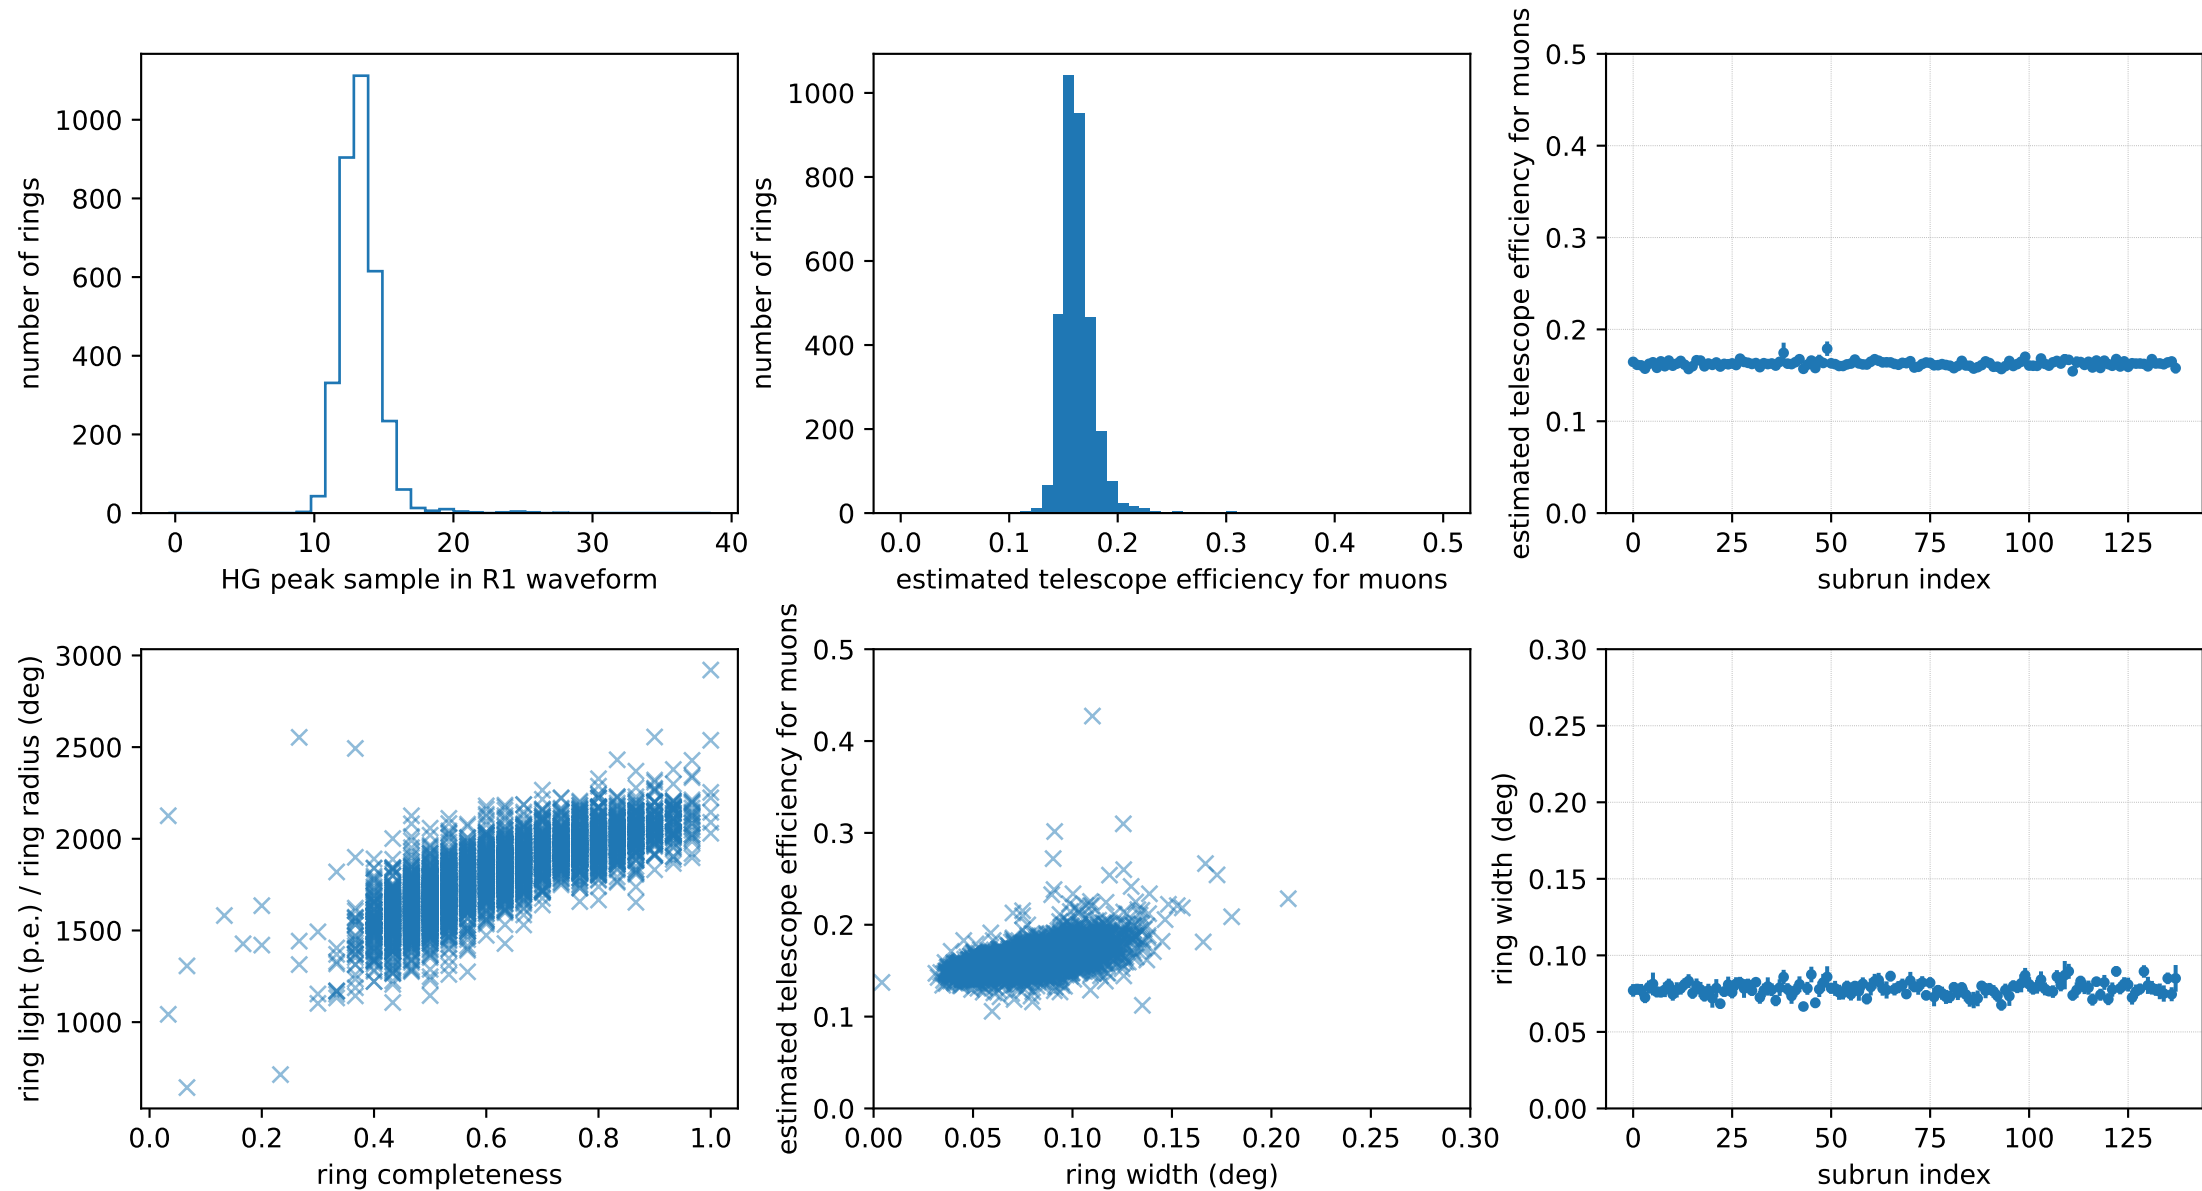 number of rings
1000
800
600
400
200
0
0 10 20 30 40
HG peak sample in R1 waveform
number of rings
1000
800
600
400
200
0
0.0 0.1 0.2 0.3 0.4 0.5
estimated telescope efficiency for muons
estimated telescope efficiency for muons
0.5
0.4
0.3
0.2
0.1
0.0
0 25 50 75 100 125
subrun index
ring light (p.e.) / ring radius (deg)
3000
2500
2000
1500
1000
0.0 0.2 0.4 0.6 0.8 1.0
ring completeness
estimated telescope efficiency for muons
0.5
0.4
0.3
0.2
0.1
0.0
0.00 0.05 0.10 0.15 0.20 0.25 0.30
ring width (deg)
ring width (deg)
0.30
0.25
0.20
0.15
0.10
0.05
0.00
0 25 50 75 100 125
subrun index